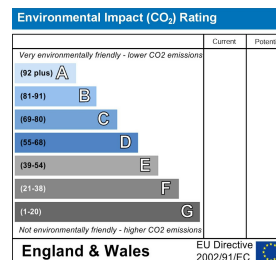 Environmental Impact (CO₂) Rating
Current Potenti
Very environmentally friendly - lower CO2 emissions
(92 plus) A
(81-91) B
(69-80) C
(55-68) D
(39-54) E
(21-38) F
(1-20) G
Not environmentally friendly - higher CO2 emissions
England & Wales
EU Directive
2002/91/EC